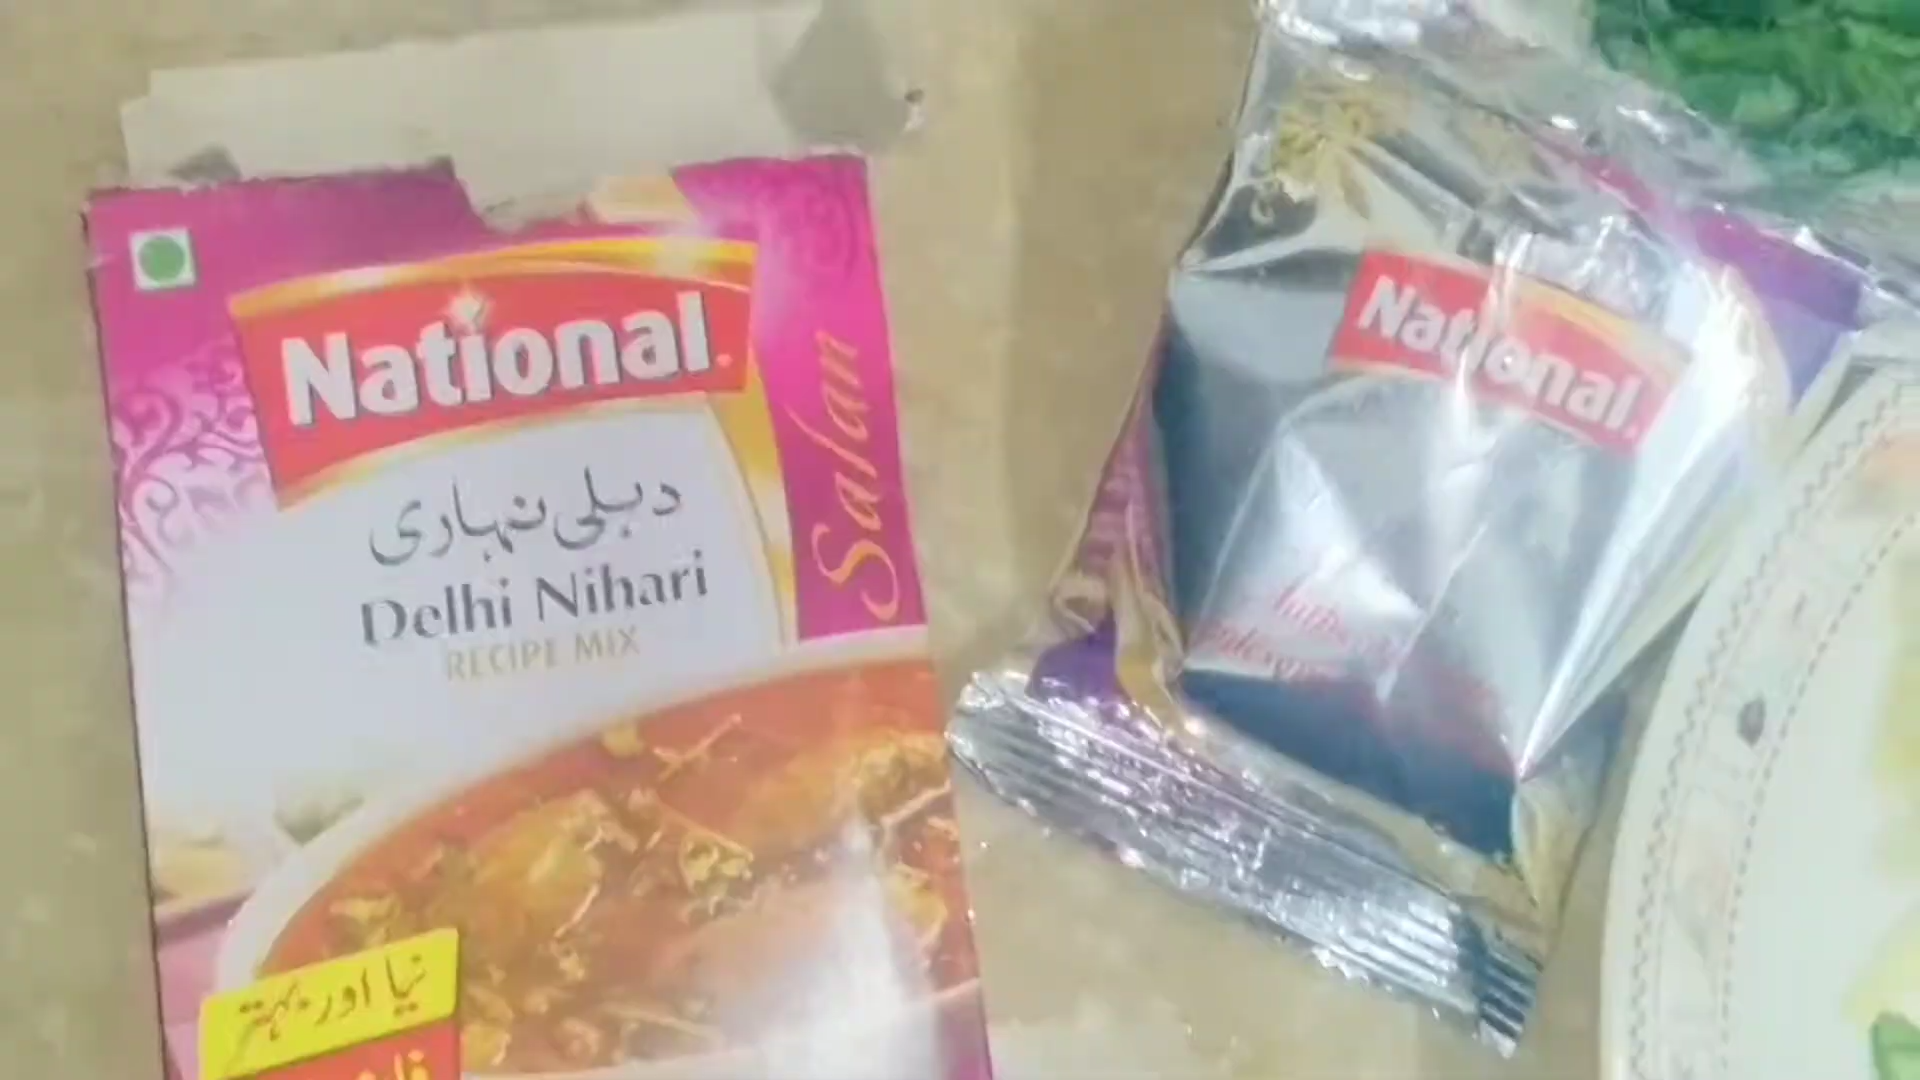 National
دہلی نہاری
Delhi Nihari
RECIPE MIX
Salan
نیا اور بہتر
National